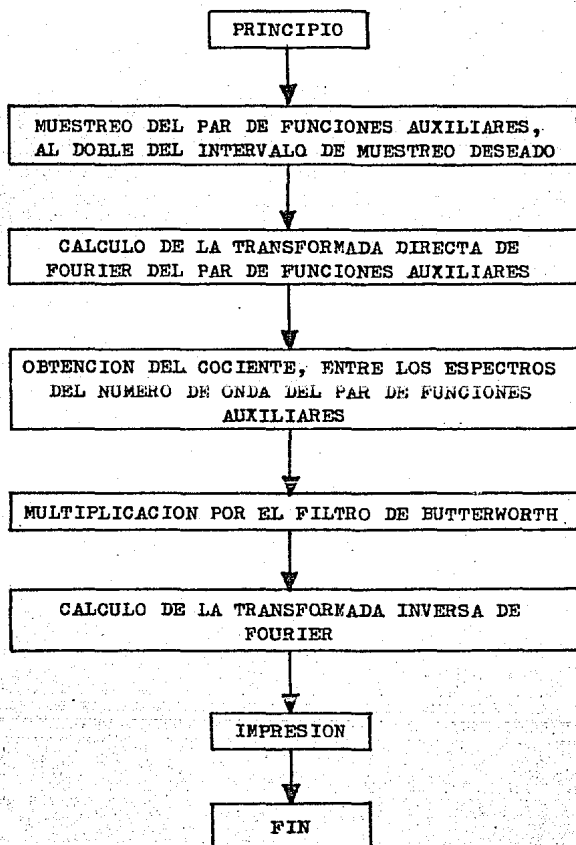 PRINCIPIO
MUESTREO DEL PAR DE FUNCIONES AUXILIARES,
AL DOBLE DEL INTERVALO DE MUESTREO DESEADO
CALCULO DE LA TRANSFORMADA DIRECTA DE
FOURIER DEL PAR DE FUNCIONES AUXILIARES
OBTENCION DEL COCIENTE, ENTRE LOS ESPECTROS
DEL NUMERO DE ONDA DEL PAR DE FUNCIONES
AUXILIARES
MULTIPLICACION POR EL FILTRO DE BUTTERWORTH
CALCULO DE LA TRANSFORMADA INVERSA DE
FOURIER
IMPRESION
FIN